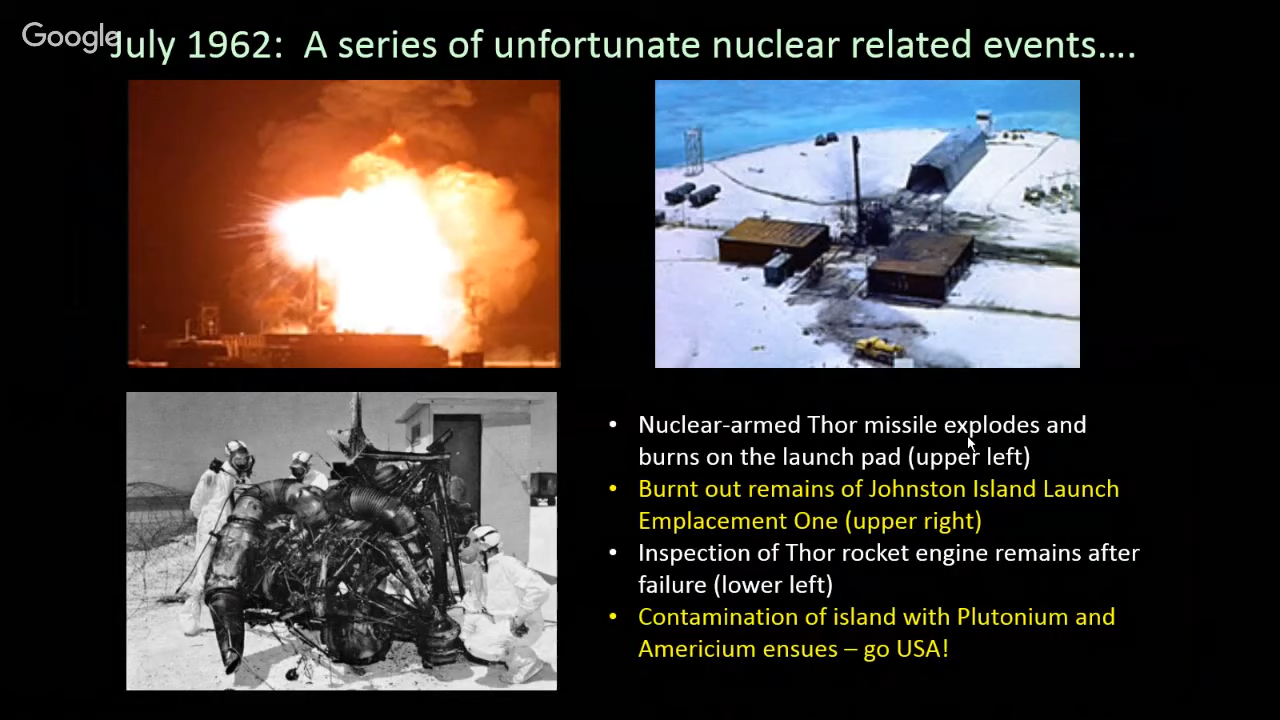 Google
July 1962: A series of unfortunate nuclear related events….
• Nuclear-armed Thor missile explodes and
burns on the launch pad (upper left)
• Burnt out remains of Johnston Island Launch
Emplacement One (upper right)
• Inspection of Thor rocket engine remains after
failure (lower left)
• Contamination of island with Plutonium and
Americium ensues – go USA!